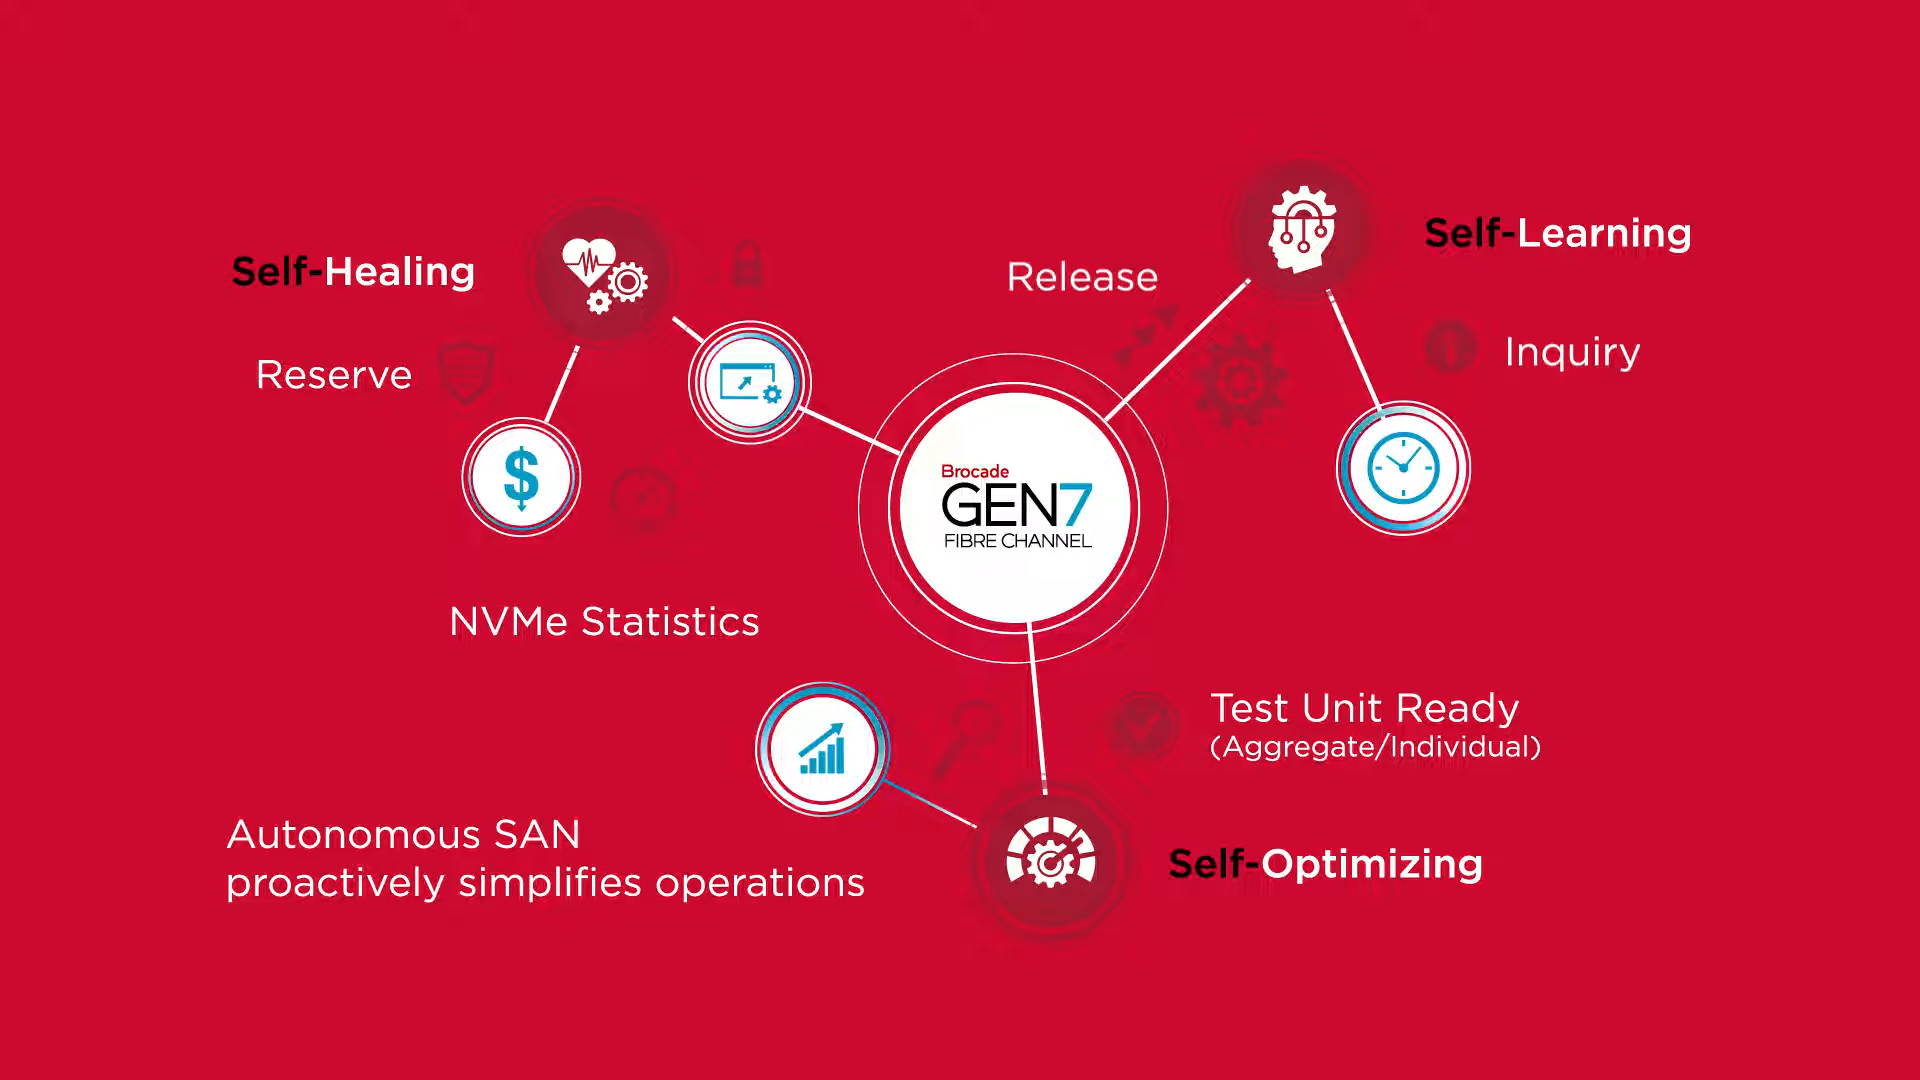 Self-Learning
Self-Healing
Release
Inquiry
Reserve
Brocade
GEN7
FIBRE CHANNEL
NVMe Statistics
Test Unit Ready
(Aggregate/Individual)
Autonomous SAN
proactively simplifies operations
Self-Optimizing